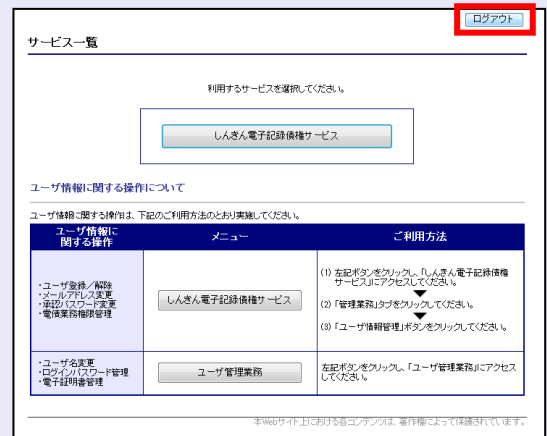 ログアウト
サービス一覧
利用するサービスを選択してください。
しんきん電子記録債権サービス
ユーザ情報に関する操作について
ユーザ情報に関する操作は、下記のご利用方法のとおり実施してください。
ユーザ情報に
関する操作
メニュー
ご利用方法
・ユーザ登録／解除
・メールアドレス変更
・承認パスワード変更
・電債業務権限管理
しんきん電子記録債権サービス
(1) 左記ボタンをクリックし、「しんきん電子記録債権
サービス」にアクセスしてください。
▼
(2) 「管理業務」タブをクリックしてください。
▼
(3) 「ユーザ情報管理」ボタンをクリックしてください。
・ユーザ名変更
・ログインパスワード管理
・電子証明書管理
ユーザ管理業務
左記ボタンをクリックし、「ユーザ管理業務」にアクセス
してください。
本Webサイト上における各コンテンツは、著作権によって保護されています。